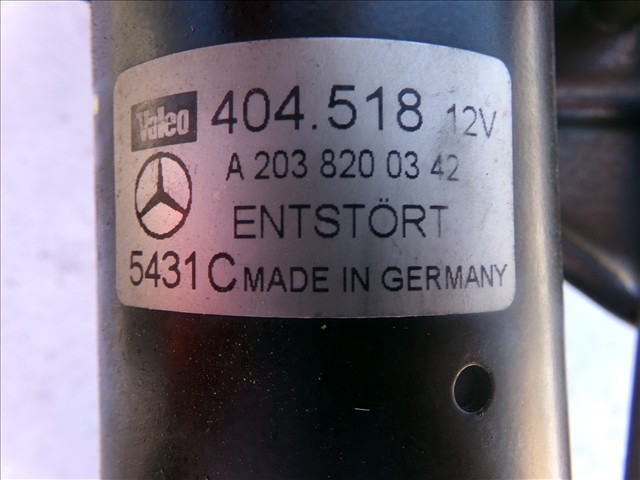 Valeo 404.518 12V
A 203 820 03 42
ENTSTÖRT
5431 C MADE IN GERMANY